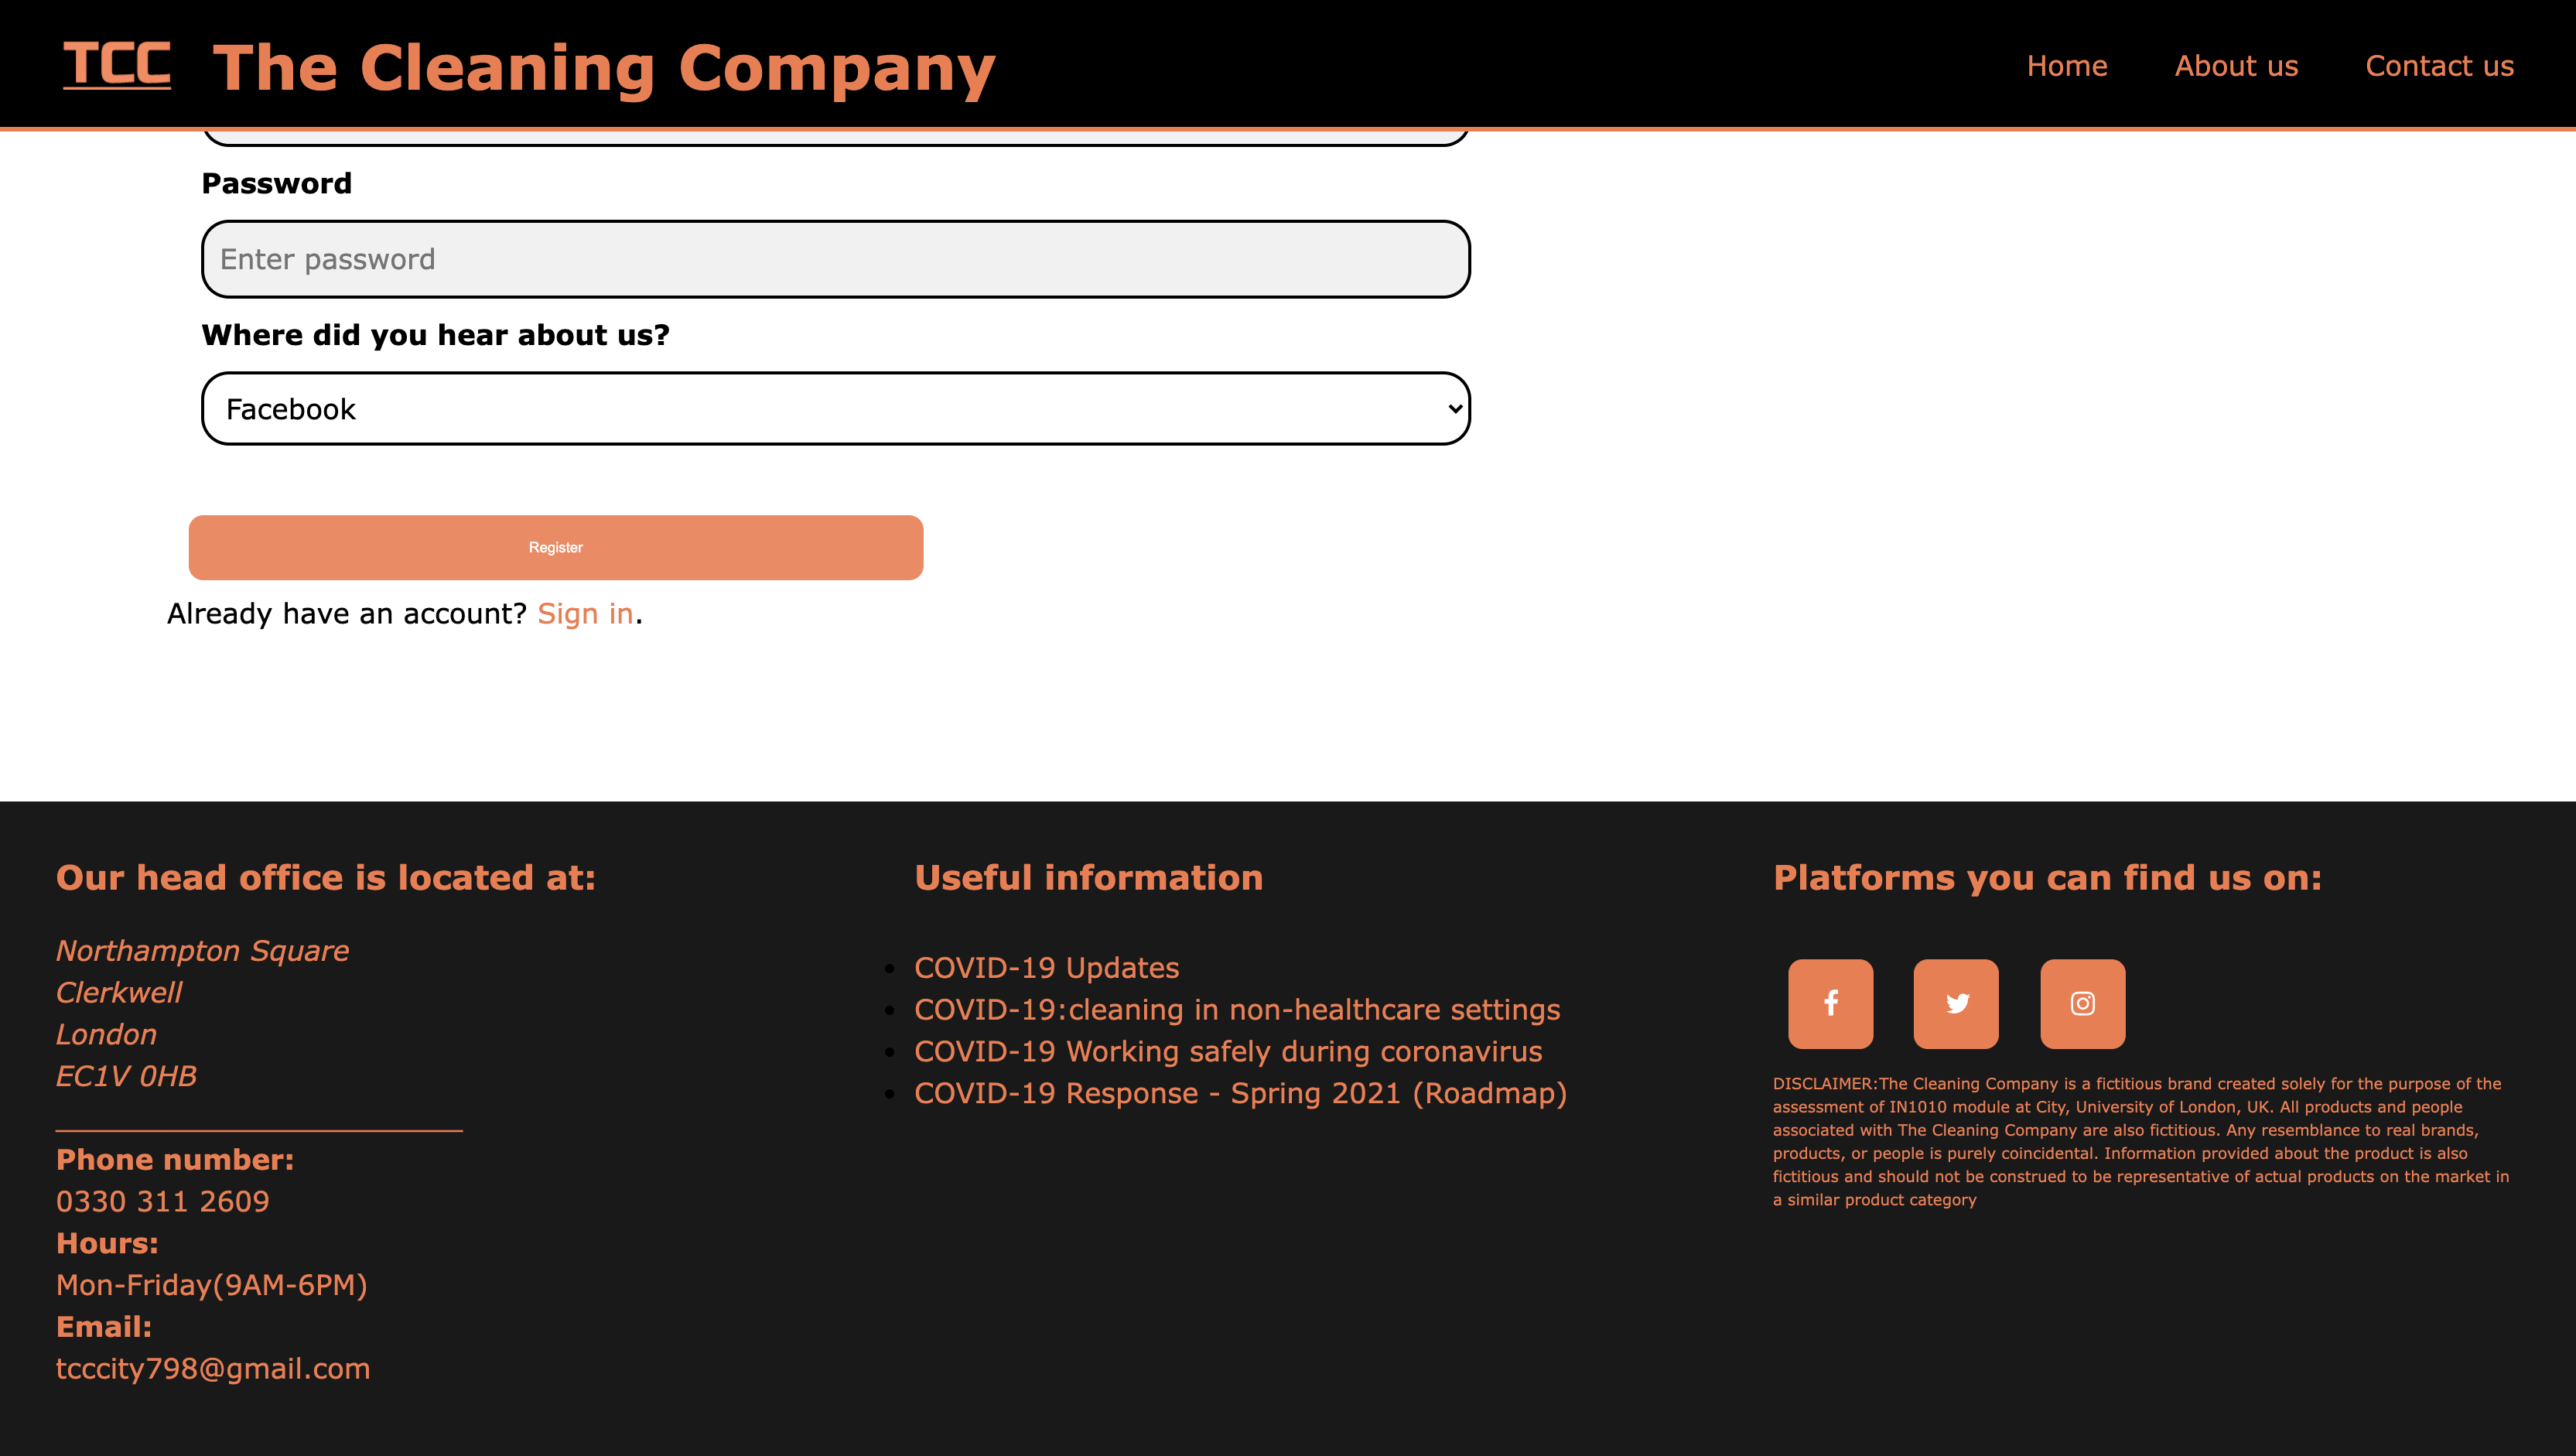 TCC The Cleaning Company Home About us Contact us
Password
Enter password
Where did you hear about us?
Facebook
Register
Already have an account? Sign in.
Our head office is located at:
Northampton Square
Clerkwell
London
EC1V 0HB
Phone number:
0330 311 2609
Hours:
Mon-Friday(9AM-6PM)
Email:
tcccity798@gmail.com
Useful information
COVID-19 Updates
COVID-19:cleaning in non-healthcare settings
COVID-19 Working safely during coronavirus
COVID-19 Response - Spring 2021 (Roadmap)
Platforms you can find us on:
DISCLAIMER:The Cleaning Company is a fictitious brand created solely for the purpose of the
assessment of IN1010 module at City, University of London, UK. All products and people
associated with The Cleaning Company are also fictitious. Any resemblance to real brands,
products, or people is purely coincidental. Information provided about the product is also
fictitious and should not be construed to be representative of actual products on the market in
a similar product category